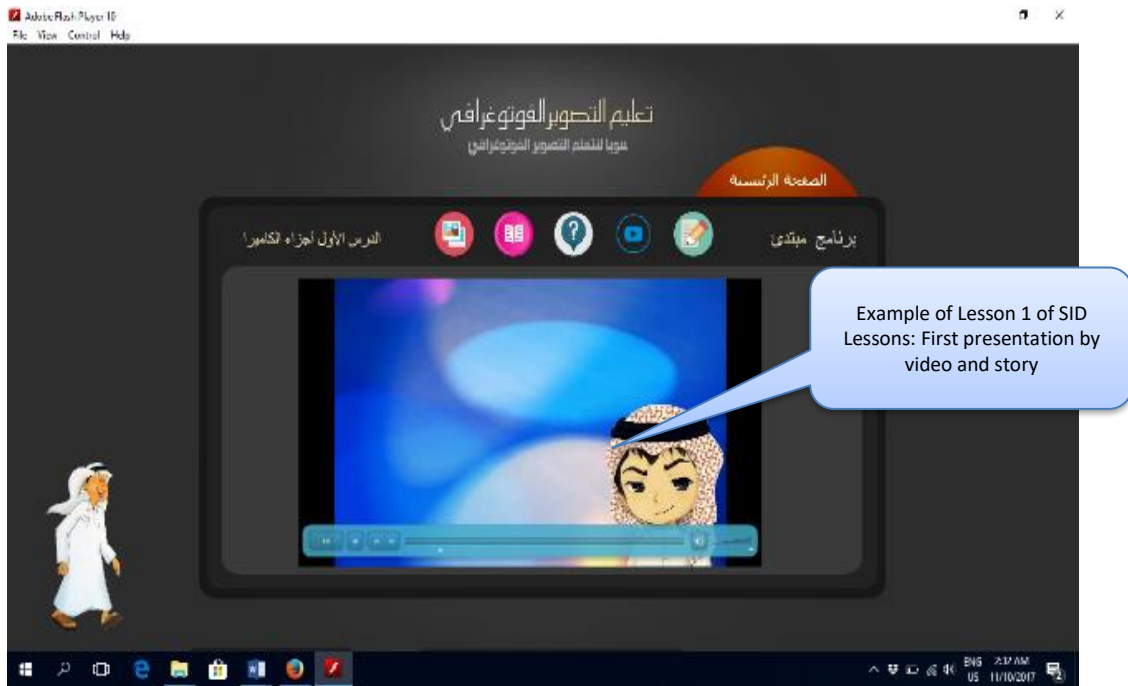 Adobe Flash Player 10
File View Control Help
تعليم التصوير الفوتوغرافي
سويا لنتعلم التصوير الفوتوغرافي
الصفحة الرئيسية
برنامج مبتدئ
الدرس الأول أجزاء الكاميرا
Example of Lesson 1 of SID
Lessons: First presentation by
video and story
ENG 2:32 AM
US 11/10/2017